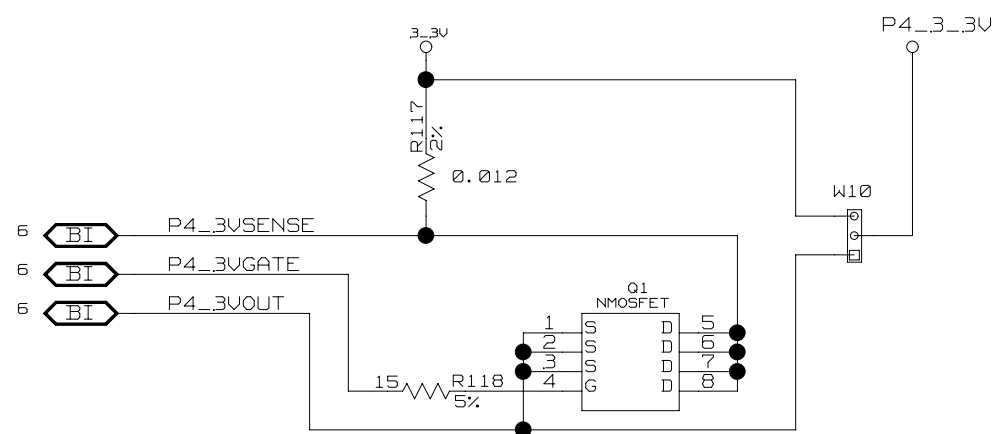 3_3V
P4_3_3V
R117
2%
0.012
W10
6 BI P4_3VSENSE
6 BI P4_3VGATE
6 BI P4_3VOUT
Q1
NMOSFET
1 S D 5
2 S D 6
3 S D 7
4 G D 8
15 R118
5%